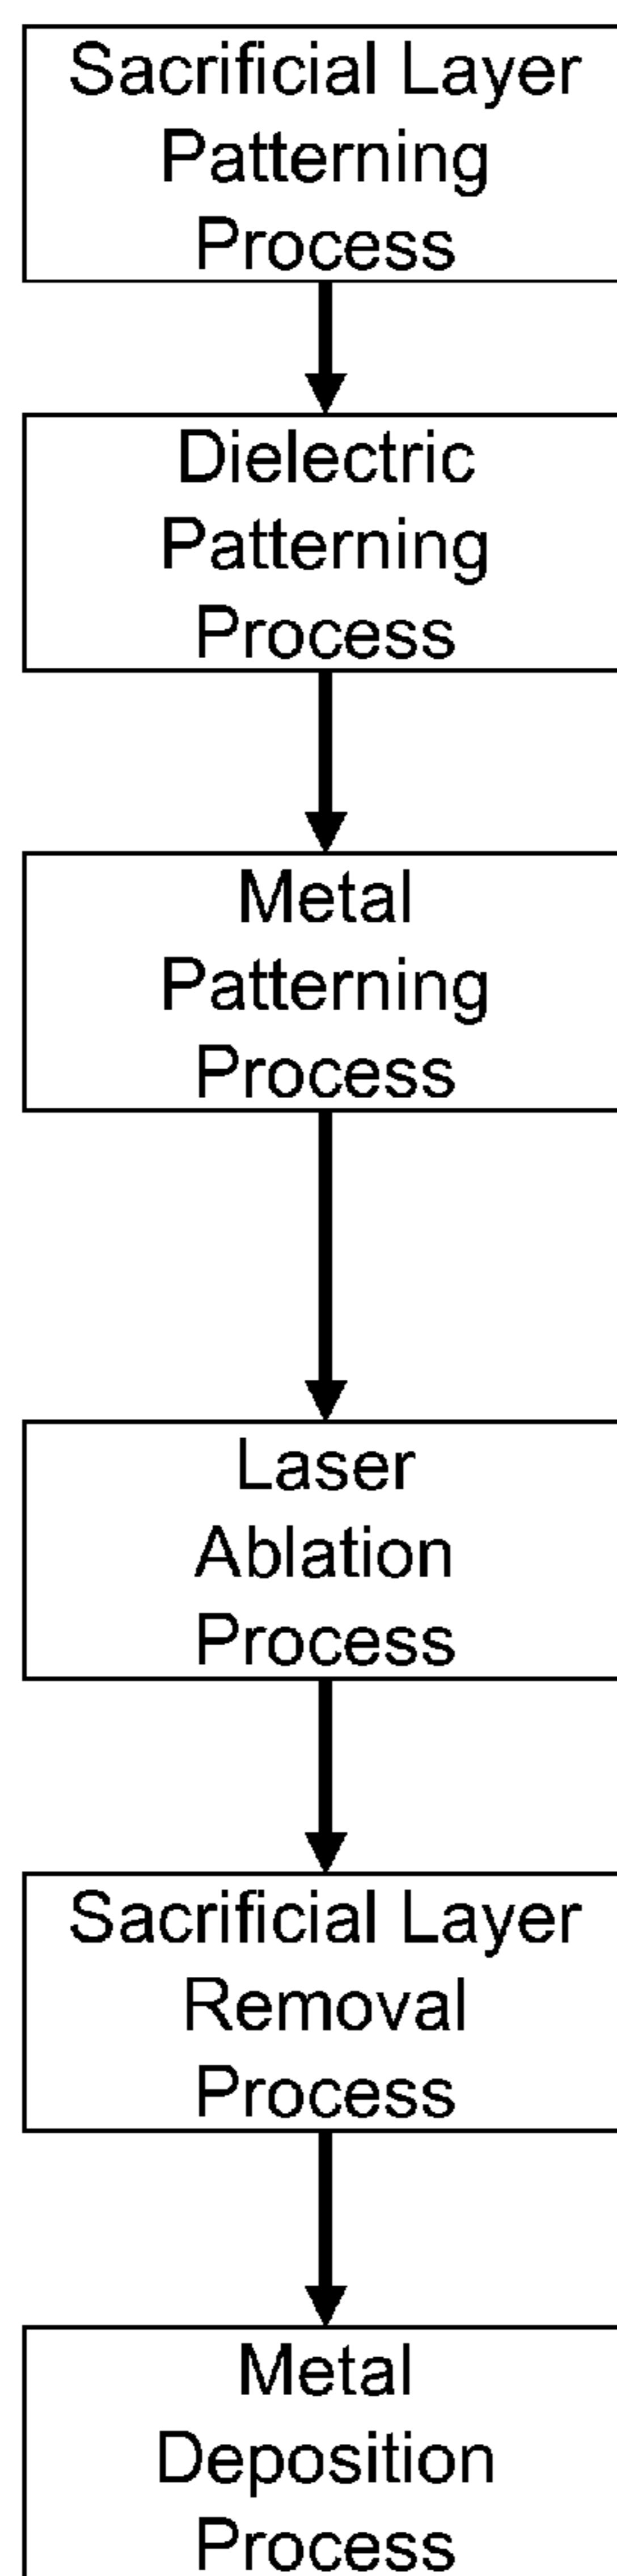 Sacrificial Layer
Patterning
Process
Dielectric
Patterning
Process
Metal
Patterning
Process
Laser
Ablation
Process
Sacrificial Layer
Removal
Process
Metal
Deposition
Process